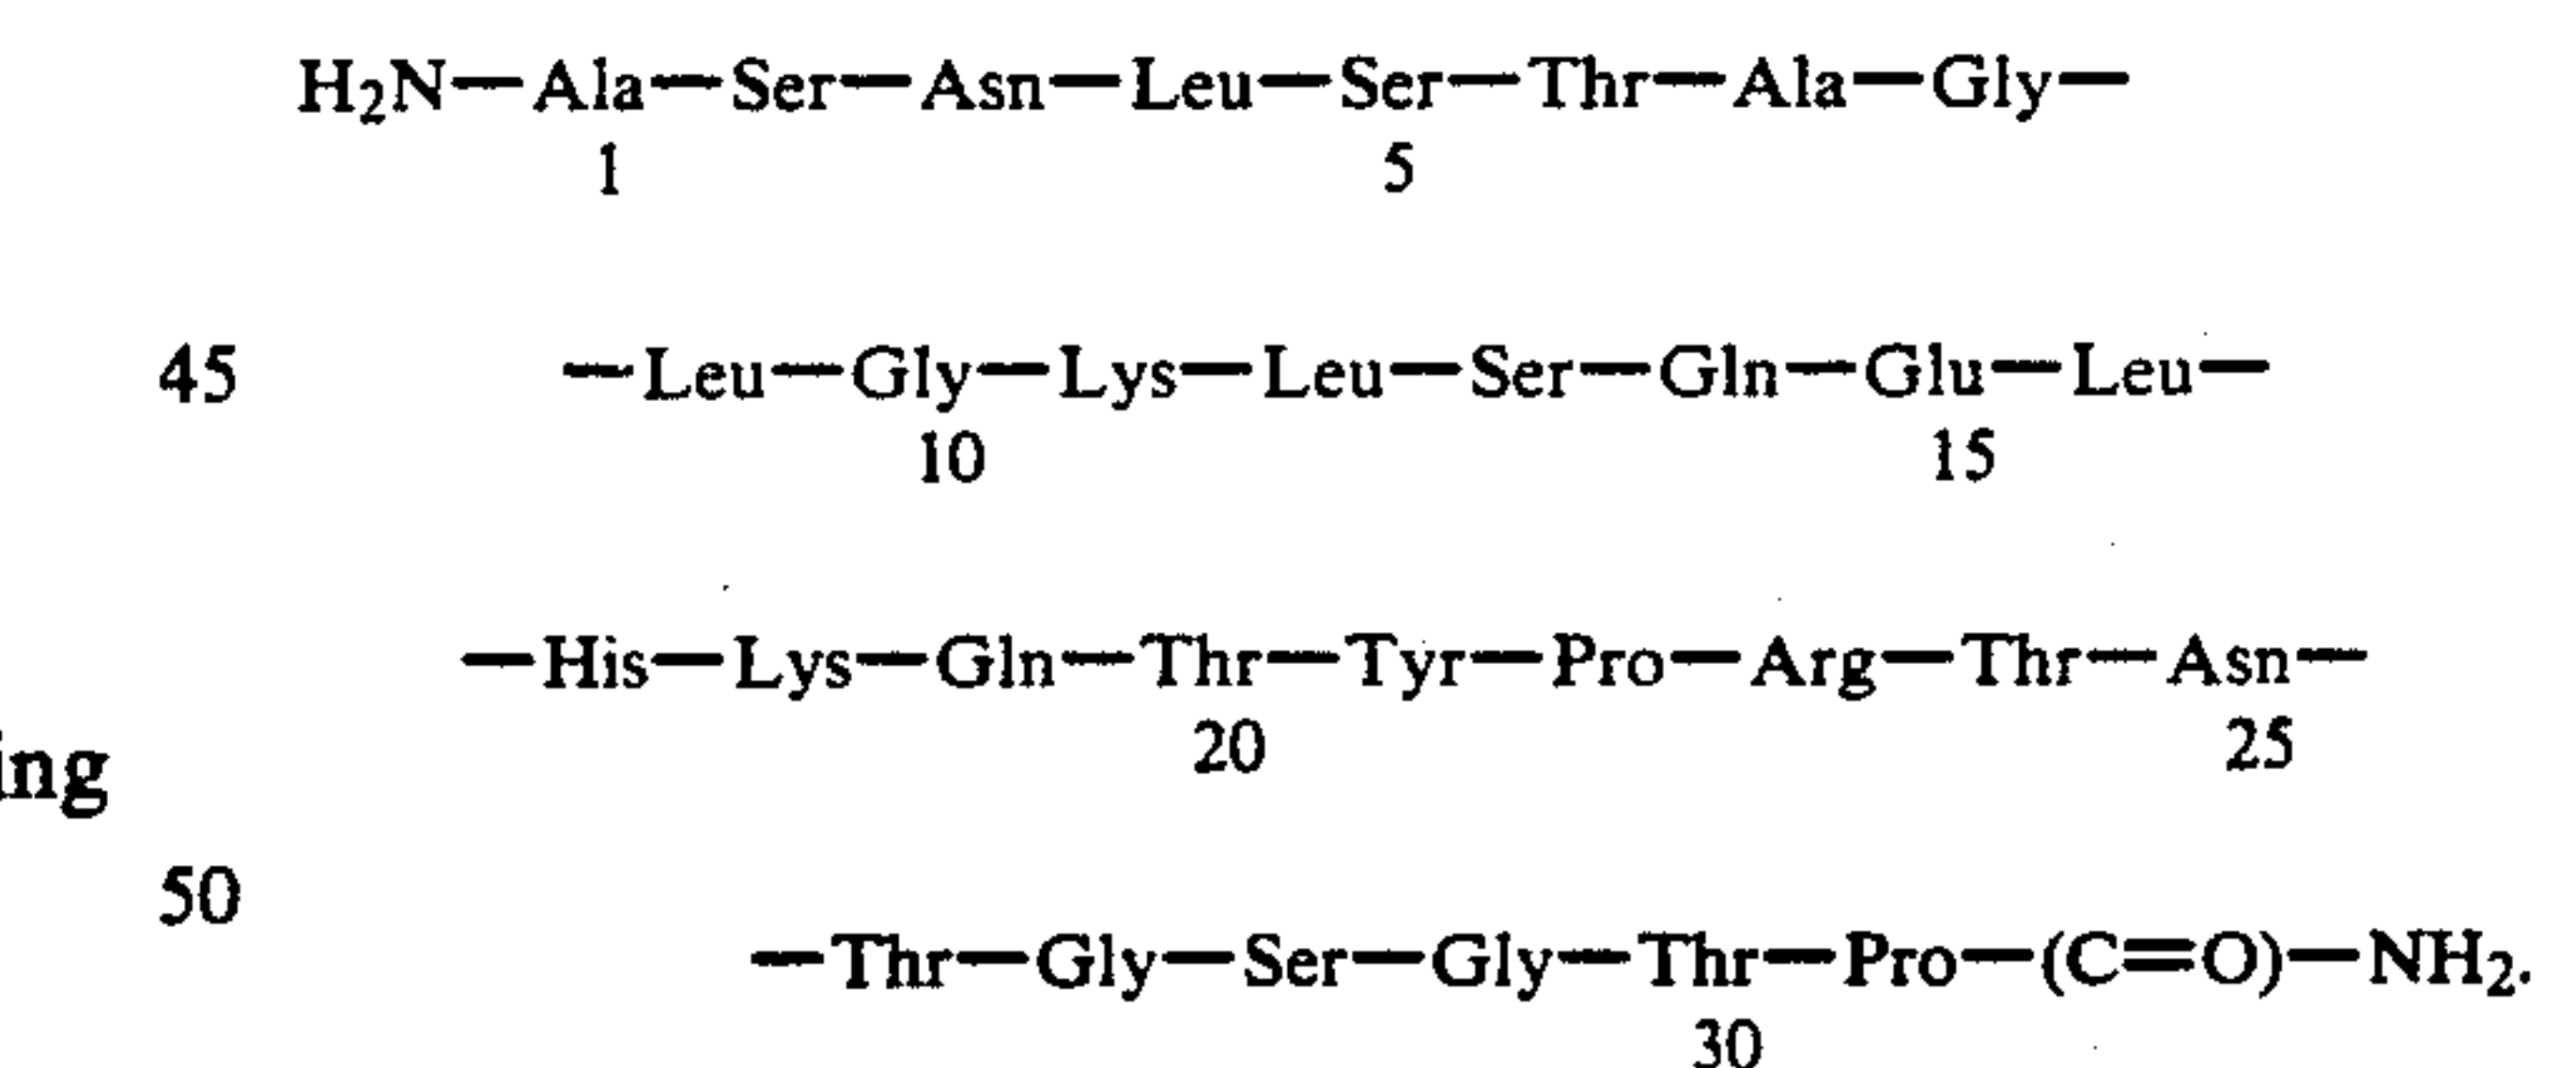 H₂N—Ala—Ser—Asn—Leu—Ser—Thr—Ala—Gly—
1 5
45 —Leu—Gly—Lys—Leu—Ser—Gln—Glu—Leu—
10 15
—His—Lys—Gln—Thr—Tyr—Pro—Arg—Thr—Asn—
20 25
ing
50
—Thr—Gly—Ser—Gly—Thr—Pro—(C=O)—NH₂.
30